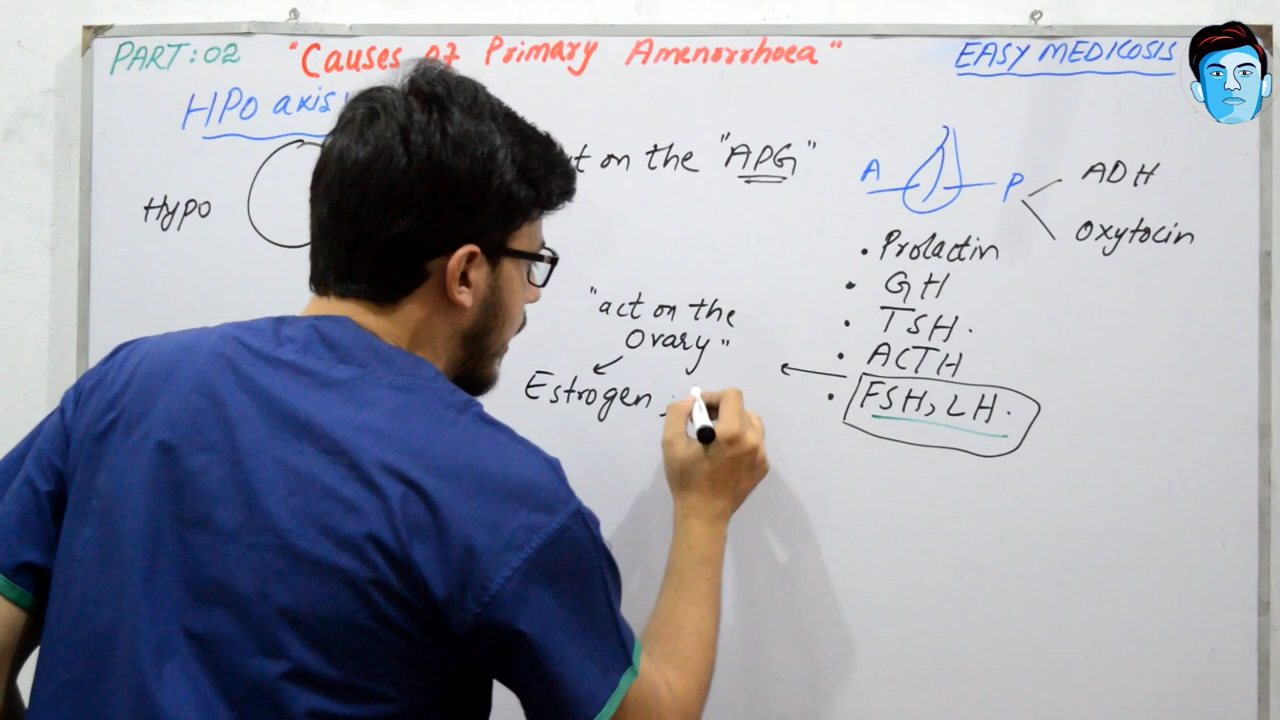 PART:02 "Causes of Primary Amenorrhoea" EASY MEDICOSIS
HPO axis
on the "APG"
Hypo
A P
ADH
Oxytocin
• Prolactin
• GH
• TSH.
• ACTH
• FSH, LH.
"act on the
Ovary"
Estrogen ;